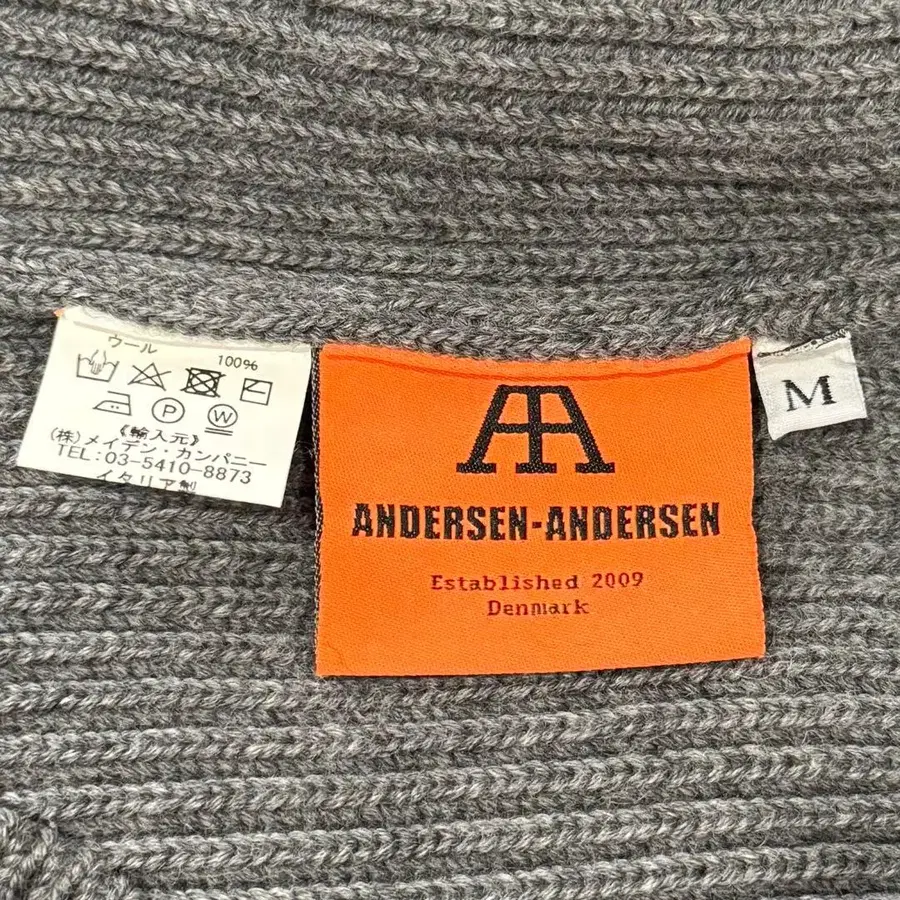 ウール 100%
P W
《輸入元》
(株)メイデン・カンパニー
TEL:03-5410-8873
イタリア製
AA
ANDERSEN-ANDERSEN
Established 2009
Denmark
M